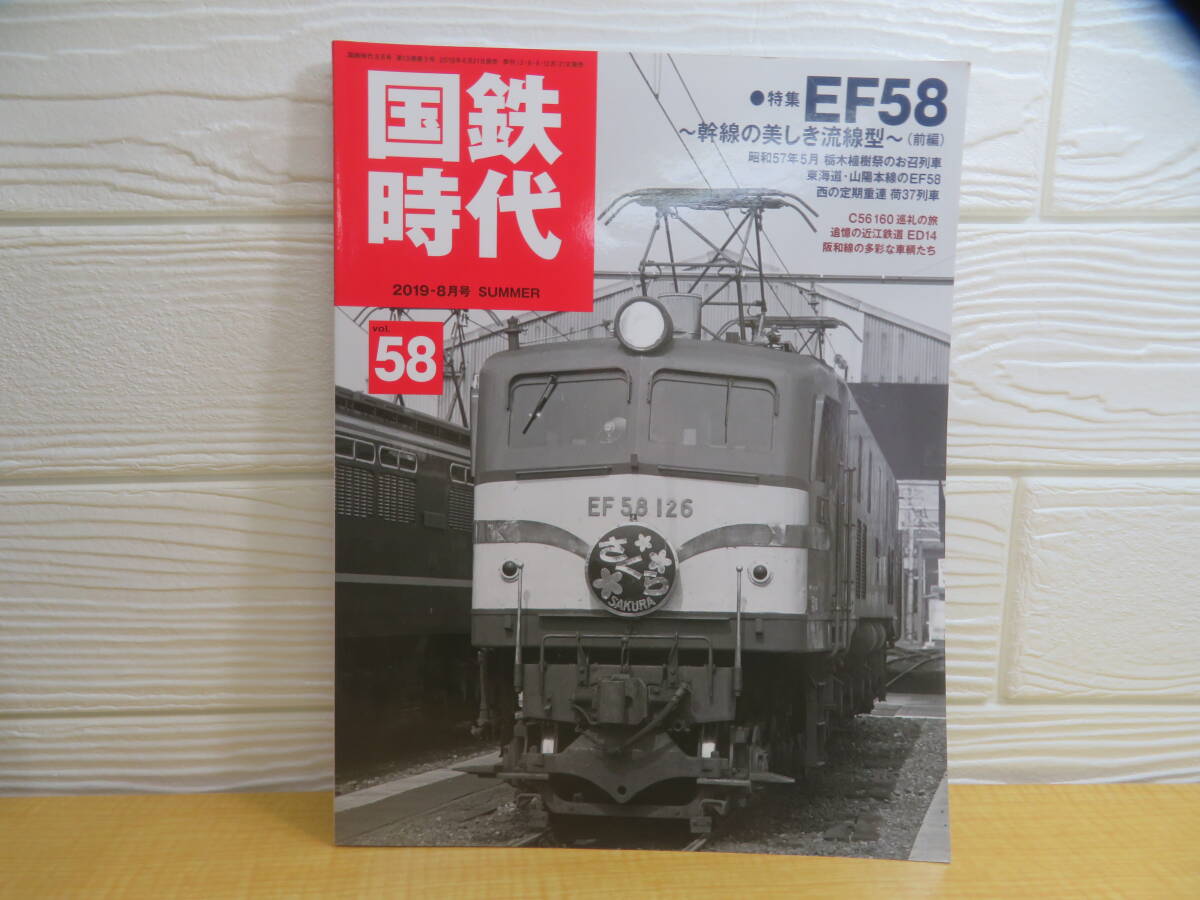 国鉄
時代
2019-8月号 SUMMER
vol.
58
●特集 EF58
～幹線の美しき流線型～(前編)
昭和57年5月 栃木植樹祭のお召列車
東海道・山陽本線のEF58
西の定期重連 荷37列車
C56 160 巡礼の旅
追憶の近江鉄道 ED14
阪和線の多彩な車輌たち
EF58126
さくら
SAKURA